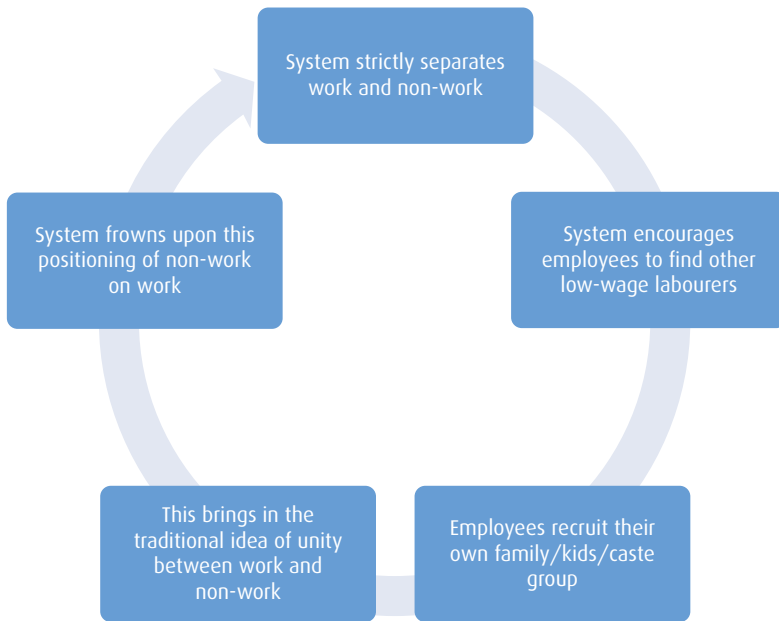 System strictly separates
work and non-work
System encourages
employees to find other
low-wage labourers
Employees recruit their
own family/kids/caste
group
This brings in the
traditional idea of unity
between work and
non-work
System frowns upon this
positioning of non-work
on work